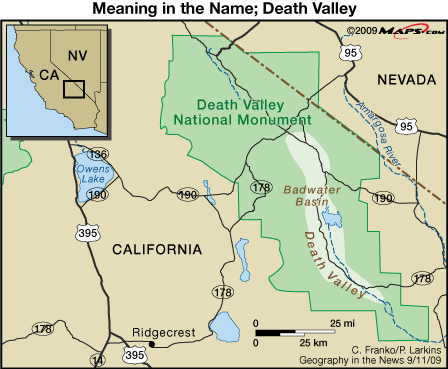 Meaning in the Name; Death Valley
©2009 MAPS.COM
NV
CA
95
NEVADA
Death Valley
National Monument
Amargosa River
95
136
Owens
Lake
190
190
178
Badwater
Basin
190
395
CALIFORNIA
Death Valley
178
178
178
Ridgecrest
0
25 mi
0
25 km
14
395
C. Franko/P. Larkins
Geography in the News 9/11/09